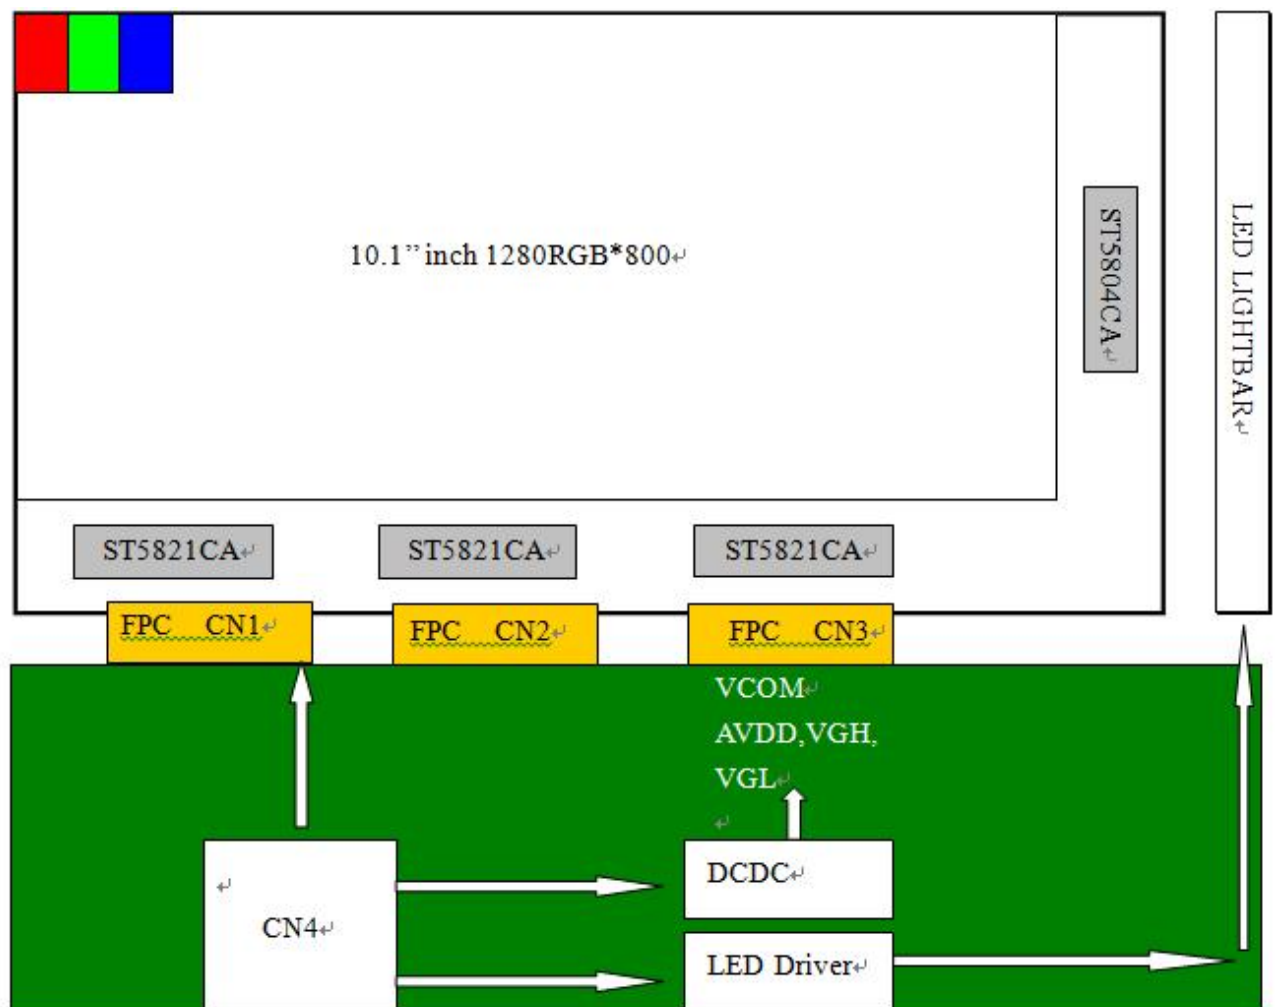 10.1” inch 1280RGB*800
ST5804CA
LED LIGHTBAR
ST5821CA
ST5821CA
ST5821CA
FPC CN1
FPC CN2
FPC CN3
VCOM
AVDD,VGH,
VGL
DCDC
CN4
LED Driver